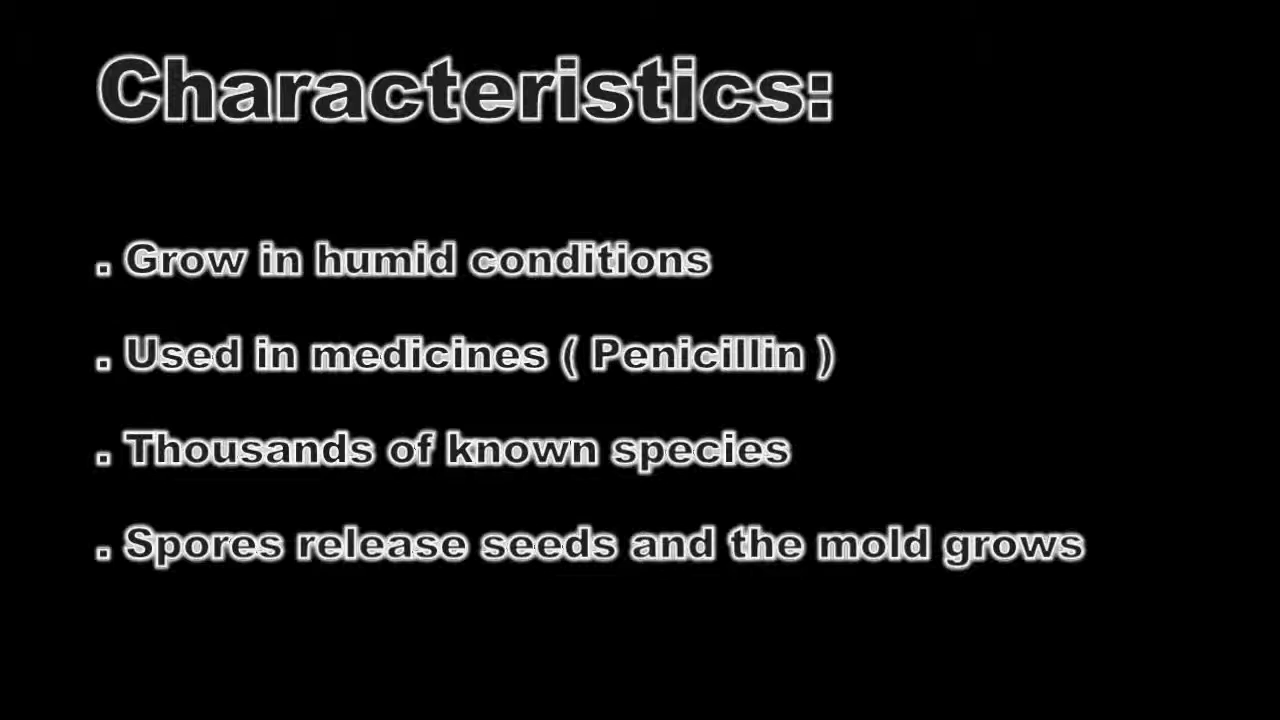 Characteristics:
. Grow in humid conditions
. Used in medicines ( Penicillin )
. Thousands of known species
. Spores release seeds and the mold grows